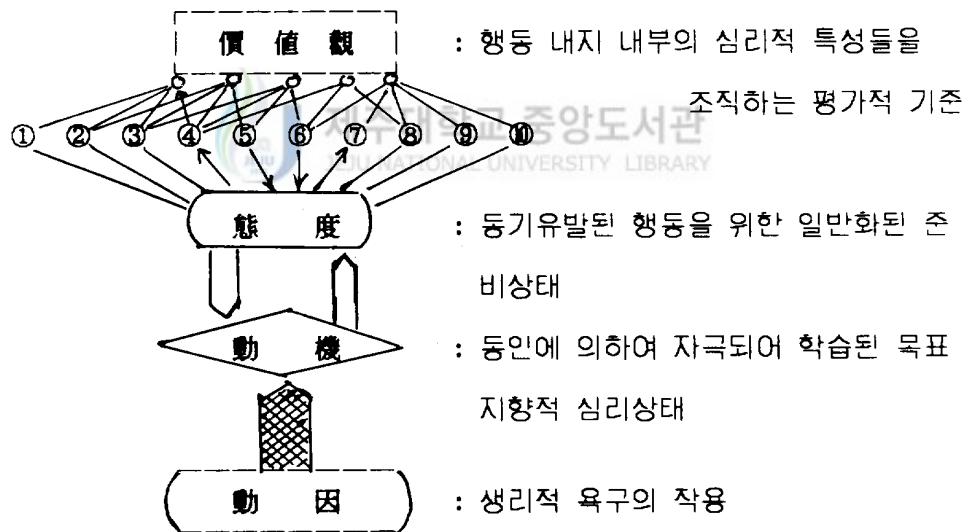 價 値 觀 : 행동 내지 내부의 심리적 특성들을
조직하는 평가적 기준
① ② ③ ④ ⑤ ⑥ ⑦ ⑧ ⑨ ⑩
제주대학교 중앙도서관
JEJU NATIONAL UNIVERSITY LIBRARY
態 度 : 동기유발된 행동을 위한 일반화된 준
비상태
動 機 : 동인에 의하여 자극되어 학습된 목표
지향적 심리상태
動 因 : 생리적 욕구의 작용